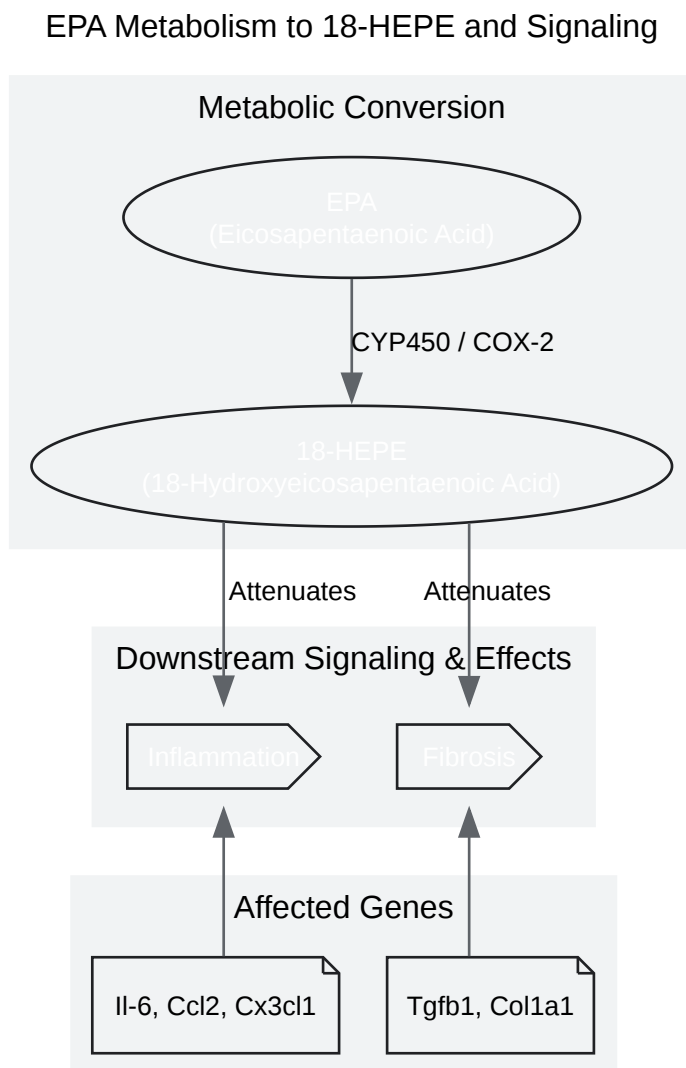 EPA Metabolism to 18-HEPE and Signaling
Metabolic Conversion
EPA
(Eicosapentaenoic Acid)
CYP450 / COX-2
18-HEPE
(18-Hydroxyeicosapentaenoic Acid)
Attenuates
Attenuates
Downstream Signaling & Effects
Inflammation
Fibrosis
Affected Genes
Il-6, Ccl2, Cx3cl1
Tgfb1, Col1a1